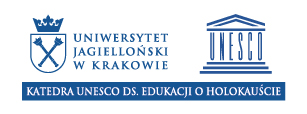 UNIWERSYTET
JAGIELLOŃSKI
W KRAKOWIE
UNESCO
KATEDRA UNESCO DS. EDUKACJI O HOLOKAUŚCIE